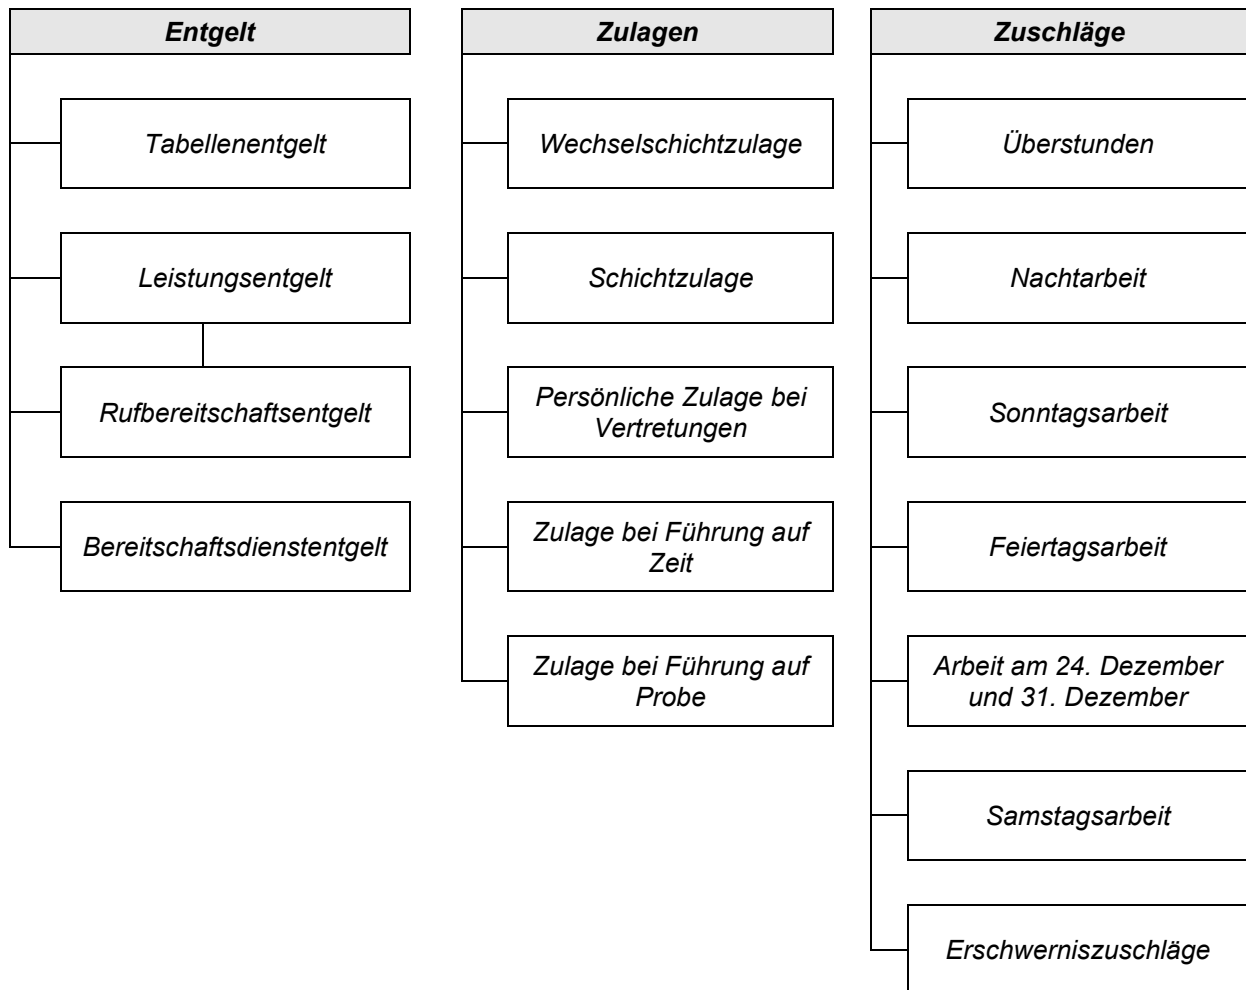 Entgelt
Tabellenentgelt
Leistungsentgelt
Rufbereitschaftsentgelt
Bereitschaftsdienstentgelt
Zulagen
Wechselschichtzulage
Schichtzulage
Persönliche Zulage bei
Vertretungen
Zulage bei Führung auf
Zeit
Zulage bei Führung auf
Probe
Zuschläge
Überstunden
Nachtarbeit
Sonntagsarbeit
Feiertagsarbeit
Arbeit am 24. Dezember
und 31. Dezember
Samstagsarbeit
Erschwerniszuschläge